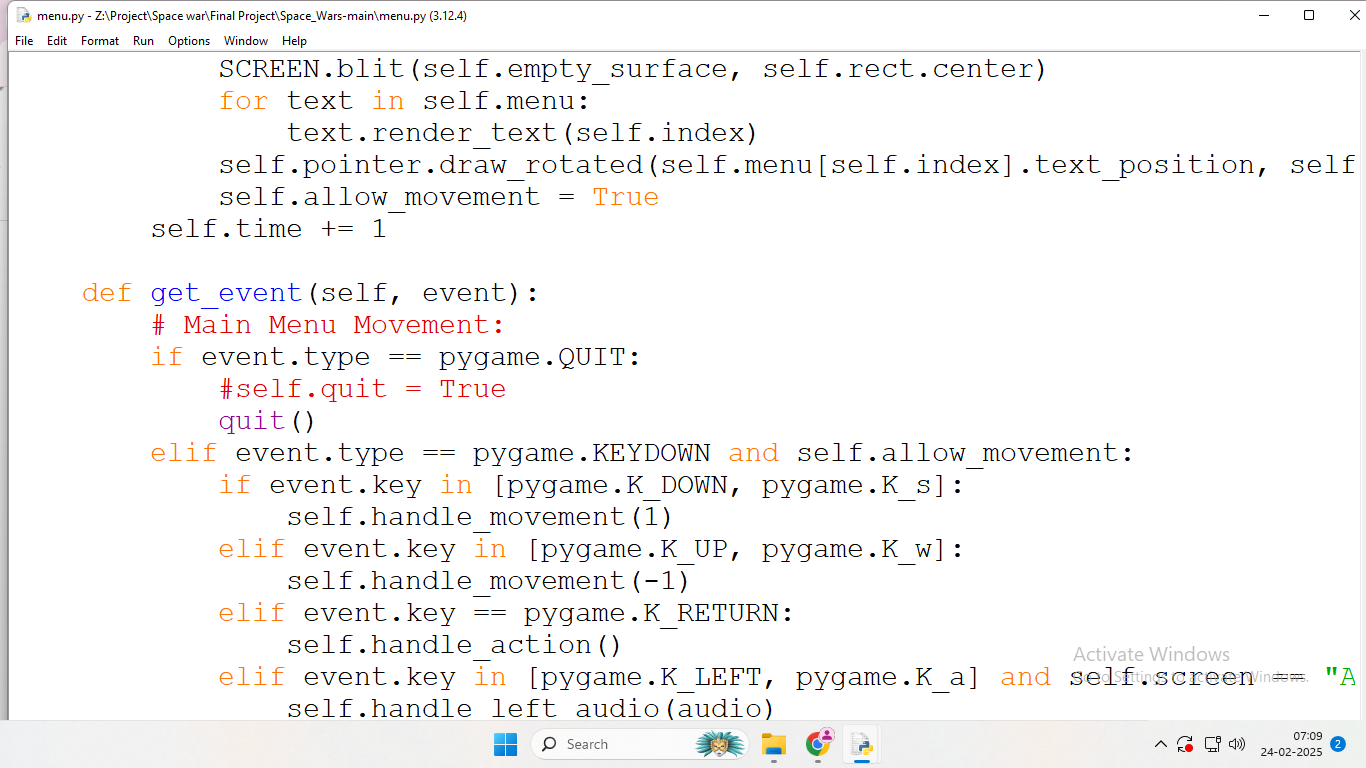 menu.py - Z:\Project\Space war\Final Project\Space_Wars-main\menu.py (3.12.4)
File Edit Format Run Options Window Help
        SCREEN.blit(self.empty_surface, self.rect.center)
        for text in self.menu:
            text.render_text(self.index)
        self.pointer.draw_rotated(self.menu[self.index].text_position, self
        self.allow_movement = True
    self.time += 1
def get_event(self, event):
    # Main Menu Movement:
    if event.type == pygame.QUIT:
        #self.quit = True
        quit()
    elif event.type == pygame.KEYDOWN and self.allow_movement:
        if event.key in [pygame.K_DOWN, pygame.K_s]:
            self.handle_movement(1)
        elif event.key in [pygame.K_UP, pygame.K_w]:
            self.handle_movement(-1)
        elif event.key == pygame.K_RETURN:
            self.handle_action()
        elif event.key in [pygame.K_LEFT, pygame.K_a] and self.screen == "A
            self.handle_left_audio(audio)
Activate Windows
Go to Settings to activate Windows.
Search
07:09
24-02-2025
2